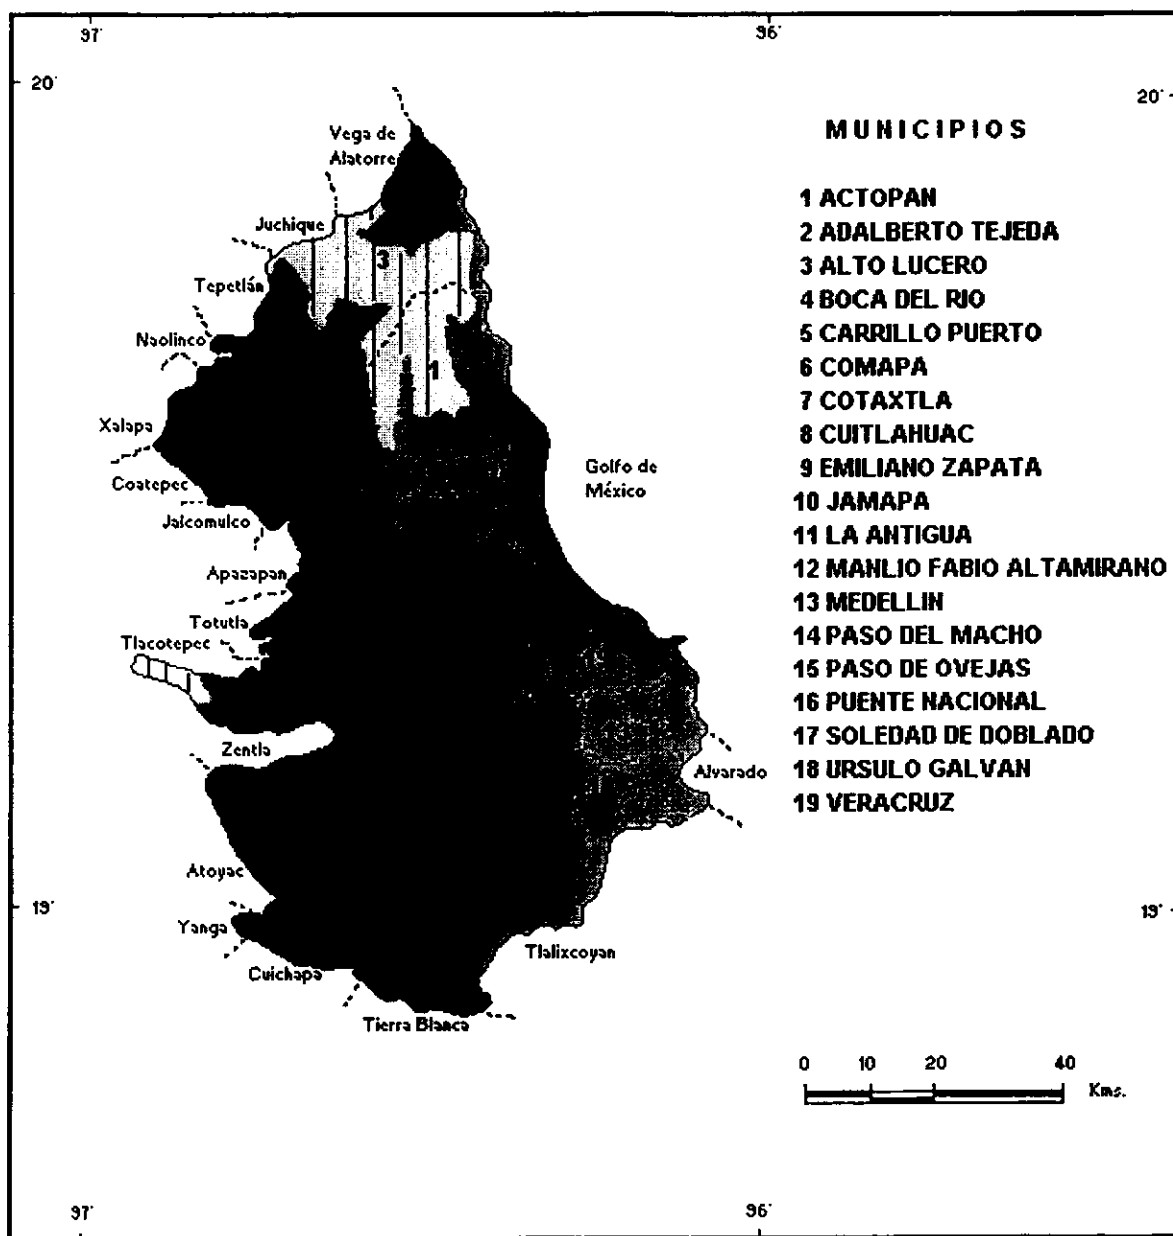 97°
96°
20°
20°
MUNICIPIOS
Vega de
Alatorre
1 ACTOPAN
Juchique
2 ADALBERTO TEJEDA
3
3 ALTO LUCERO
Tepetlán
4 BOCA DEL RIO
Naolinco
5 CARRILLO PUERTO
1
6 COMAPA
7 COTAXTLA
Xalapa
8 CUITLAHUAC
Golfo de
México
9 EMILIANO ZAPATA
Coatepec
10 JAMAPA
Jalcomulco
11 LA ANTIGUA
Apazapan
12 MANLIO FABIO ALTAMIRANO
13 MEDELLIN
Totutla
14 PASO DEL MACHO
Tlacotepec
15 PASO DE OVEJAS
16 PUENTE NACIONAL
17 SOLEDAD DE DOBLADO
Zentla
18 URSULO GALVAN
Alvarado
19 VERACRUZ
Atoyac
19°
19°
Yanga
Tlalixcoyan
Cuichapa
Tierra Blanca
0 10 20 40
Kms.
97°
96°